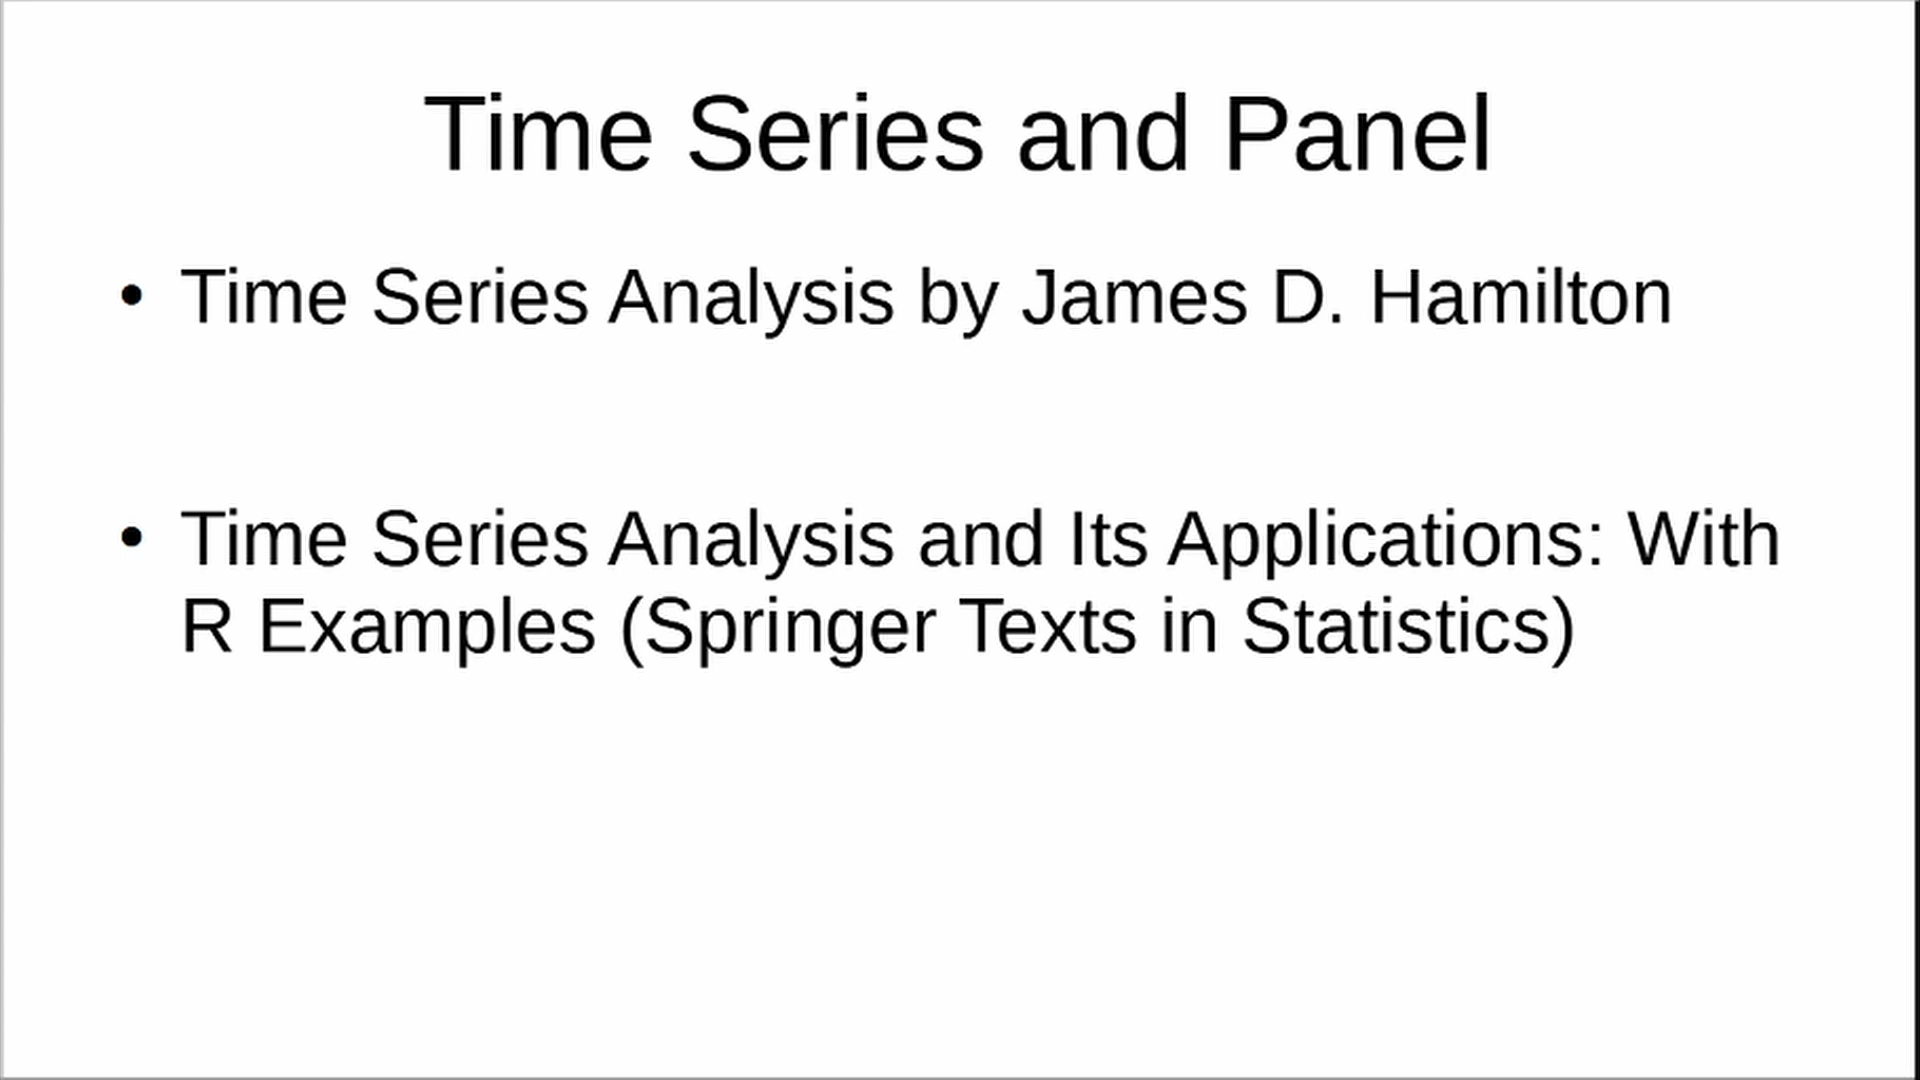 Time Series and Panel
• Time Series Analysis by James D. Hamilton
• Time Series Analysis and Its Applications: With
R Examples (Springer Texts in Statistics)